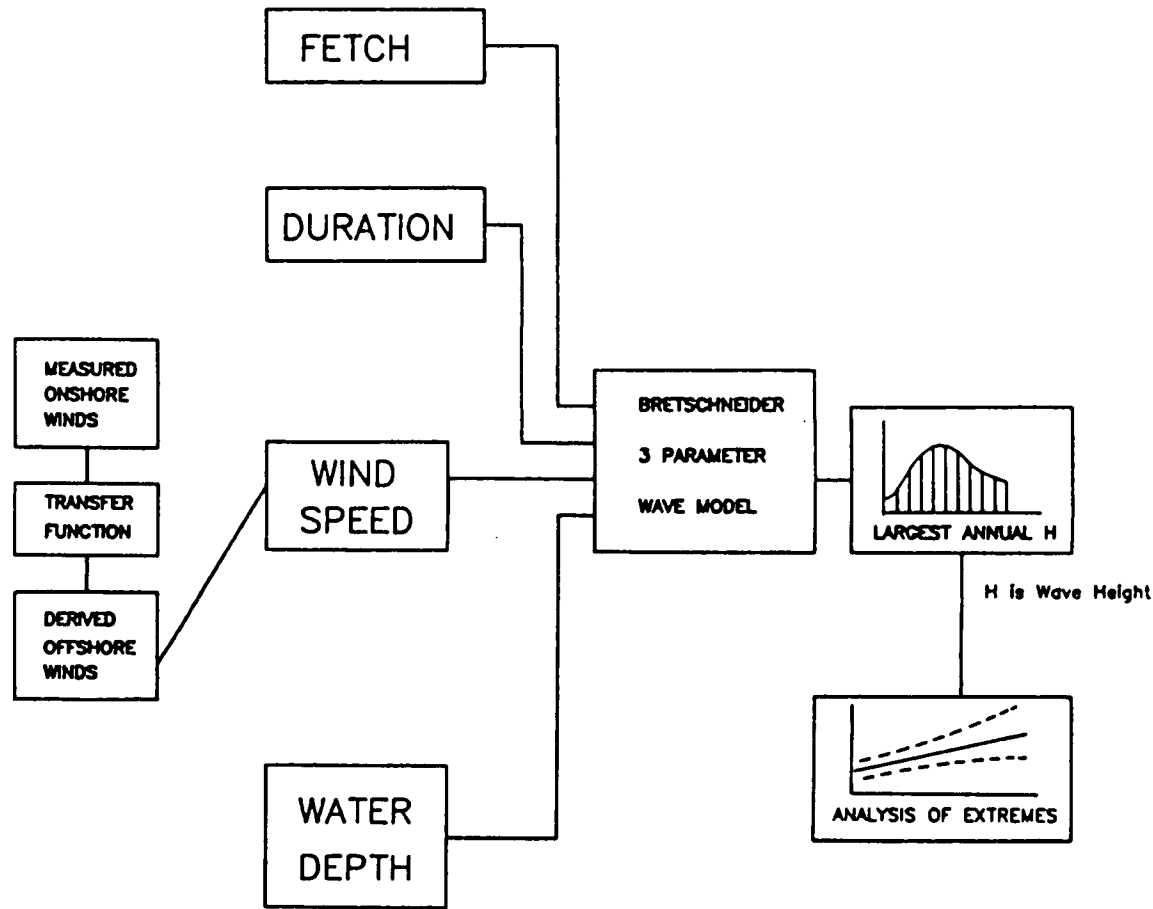 FETCH
DURATION
MEASURED
ONSHORE
WINDS
TRANSFER
FUNCTION
DERIVED
OFFSHORE
WINDS
WIND
SPEED
WATER
DEPTH
BRETSCHNEIDER
3 PARAMETER
WAVE MODEL
LARGEST ANNUAL H
H is Wave Height
ANALYSIS OF EXTREMES